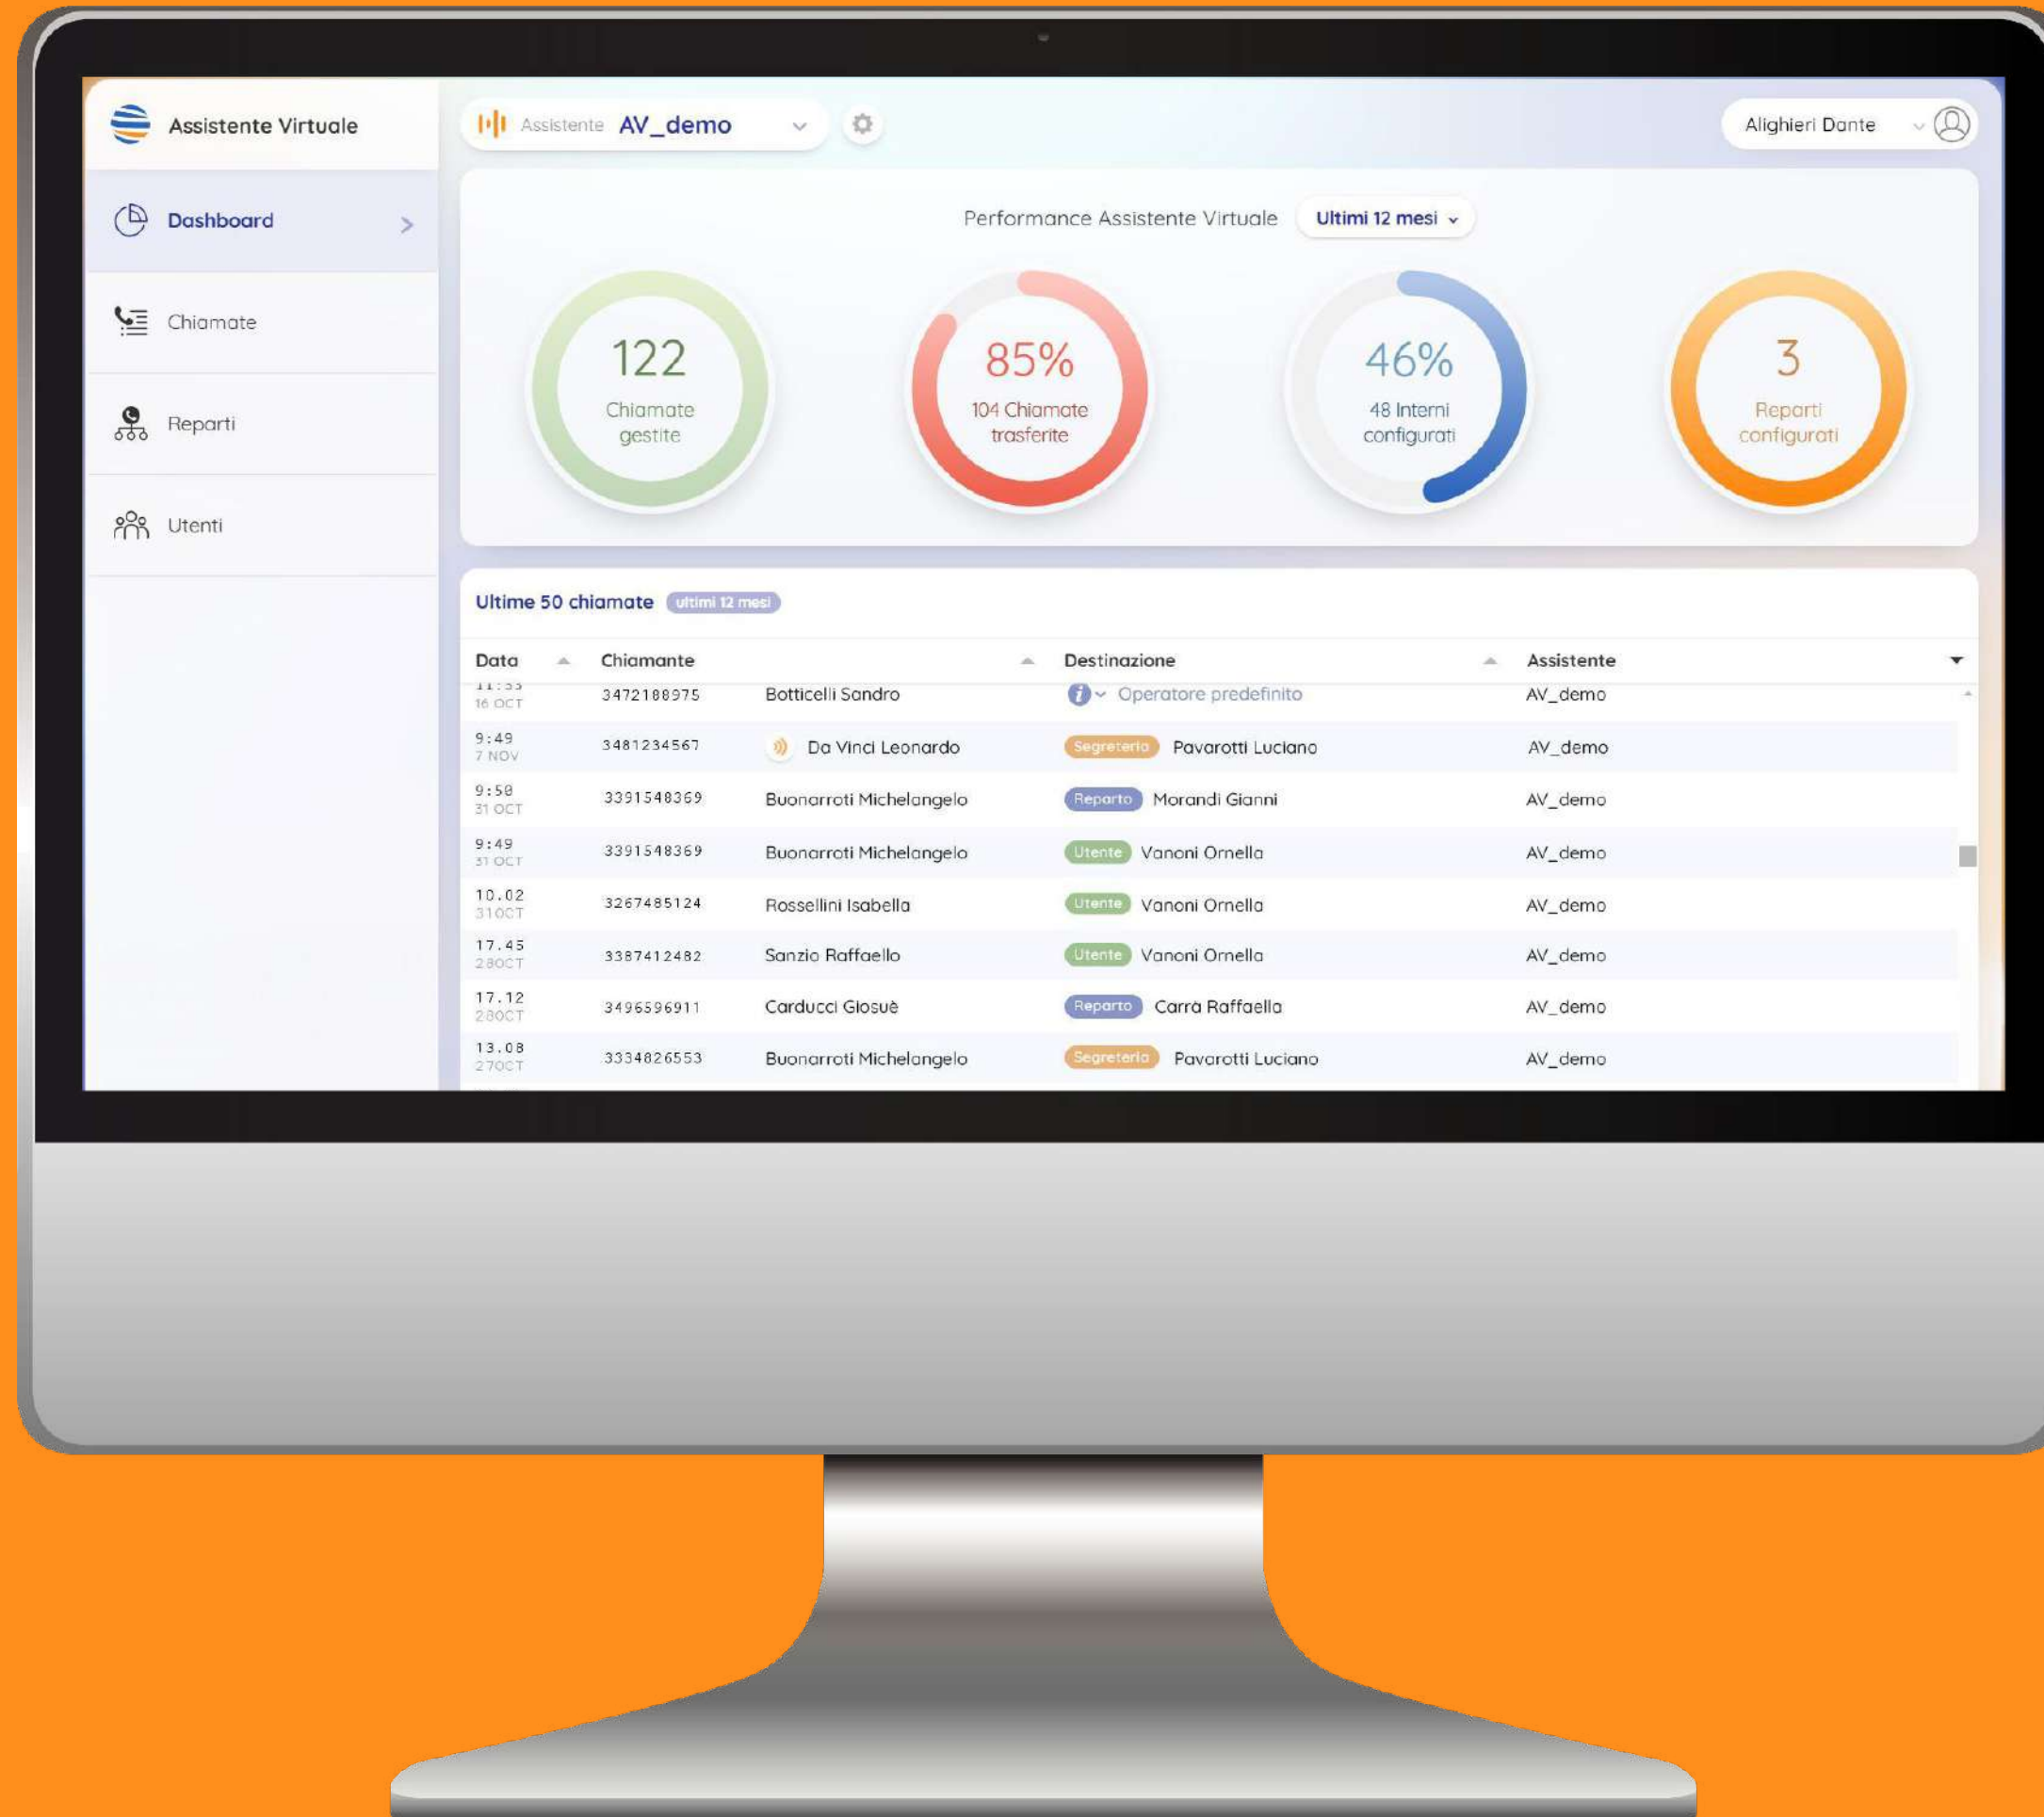 Assistente Virtuale
Assistente AV_demo
Alighieri Dante
Dashboard
Chiamate
Reparti
Utenti
Performance Assistente Virtuale Ultimi 12 mesi
122
Chiamate
gestite
85%
104 Chiamate
trasferite
46%
48 Interni
configurati
3
Reparti
configurati
Ultime 50 chiamate ultimi 12 mesi
Data Chiamante Destinazione Assistente
11:53
16 OCT
3472188975 Botticelli Sandro i Operatore predefinito AV_demo
9:49
7 NOV
3481234567 Da Vinci Leonardo Segreteria Pavarotti Luciano AV_demo
9:50
31 OCT
3391548369 Buonarroti Michelangelo Reparto Morandi Gianni AV_demo
9:49
31 OCT
3391548369 Buonarroti Michelangelo Utente Vanoni Ornella AV_demo
10.02
31OCT
3267485124 Rossellini Isabella Utente Vanoni Ornella AV_demo
17.45
28OCT
3387412482 Sanzio Raffaello Utente Vanoni Ornella AV_demo
17.12
28OCT
3496596911 Carducci Giosuè Reparto Carrà Raffaella AV_demo
13.08
27OCT
3334826553 Buonarroti Michelangelo Segreteria Pavarotti Luciano AV_demo